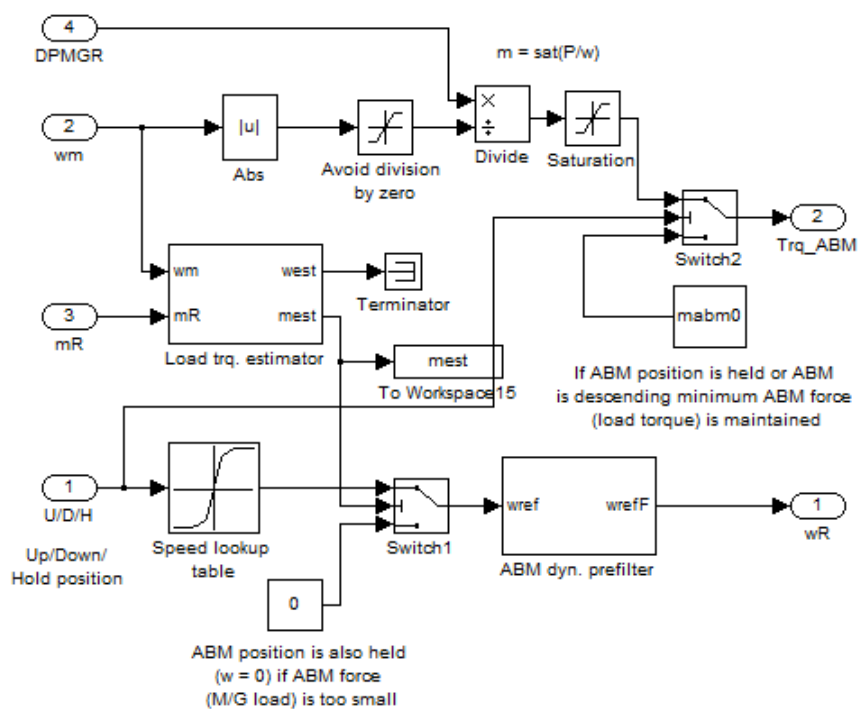 4
DPMGR
m = sat(P/w)
2
wm
|u|
Abs
Avoid division
by zero
×
÷
Divide
Saturation
Switch2
2
Trq_ABM
wm
west
mR
mest
Load trq. estimator
Terminator
3
mR
mest
To Workspace15
mabm0
If ABM position is held or ABM
is descending minimum ABM force
(load torque) is maintained
1
U/D/H
Up/Down/
Hold position
Speed lookup
table
Switch1
wref
wrefF
ABM dyn. prefilter
1
wR
0
ABM position is also held
(w = 0) if ABM force
(M/G load) is too small